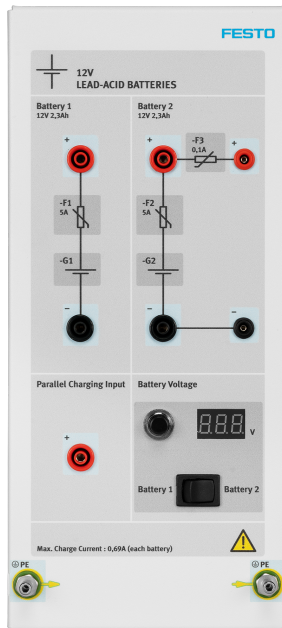 FESTO
12V
LEAD-ACID BATTERIES
Battery 1
12V 2,3Ah
Battery 2
12V 2,3Ah
+
+
-F3
0,1A
+
-F1
5A
-F2
5A
-G1
-G2
–
–
–
Parallel Charging Input
Battery Voltage
+
8.8.8.
V
Battery 1
Battery 2
Max. Charge Current : 0,69A (each battery)
PE
PE